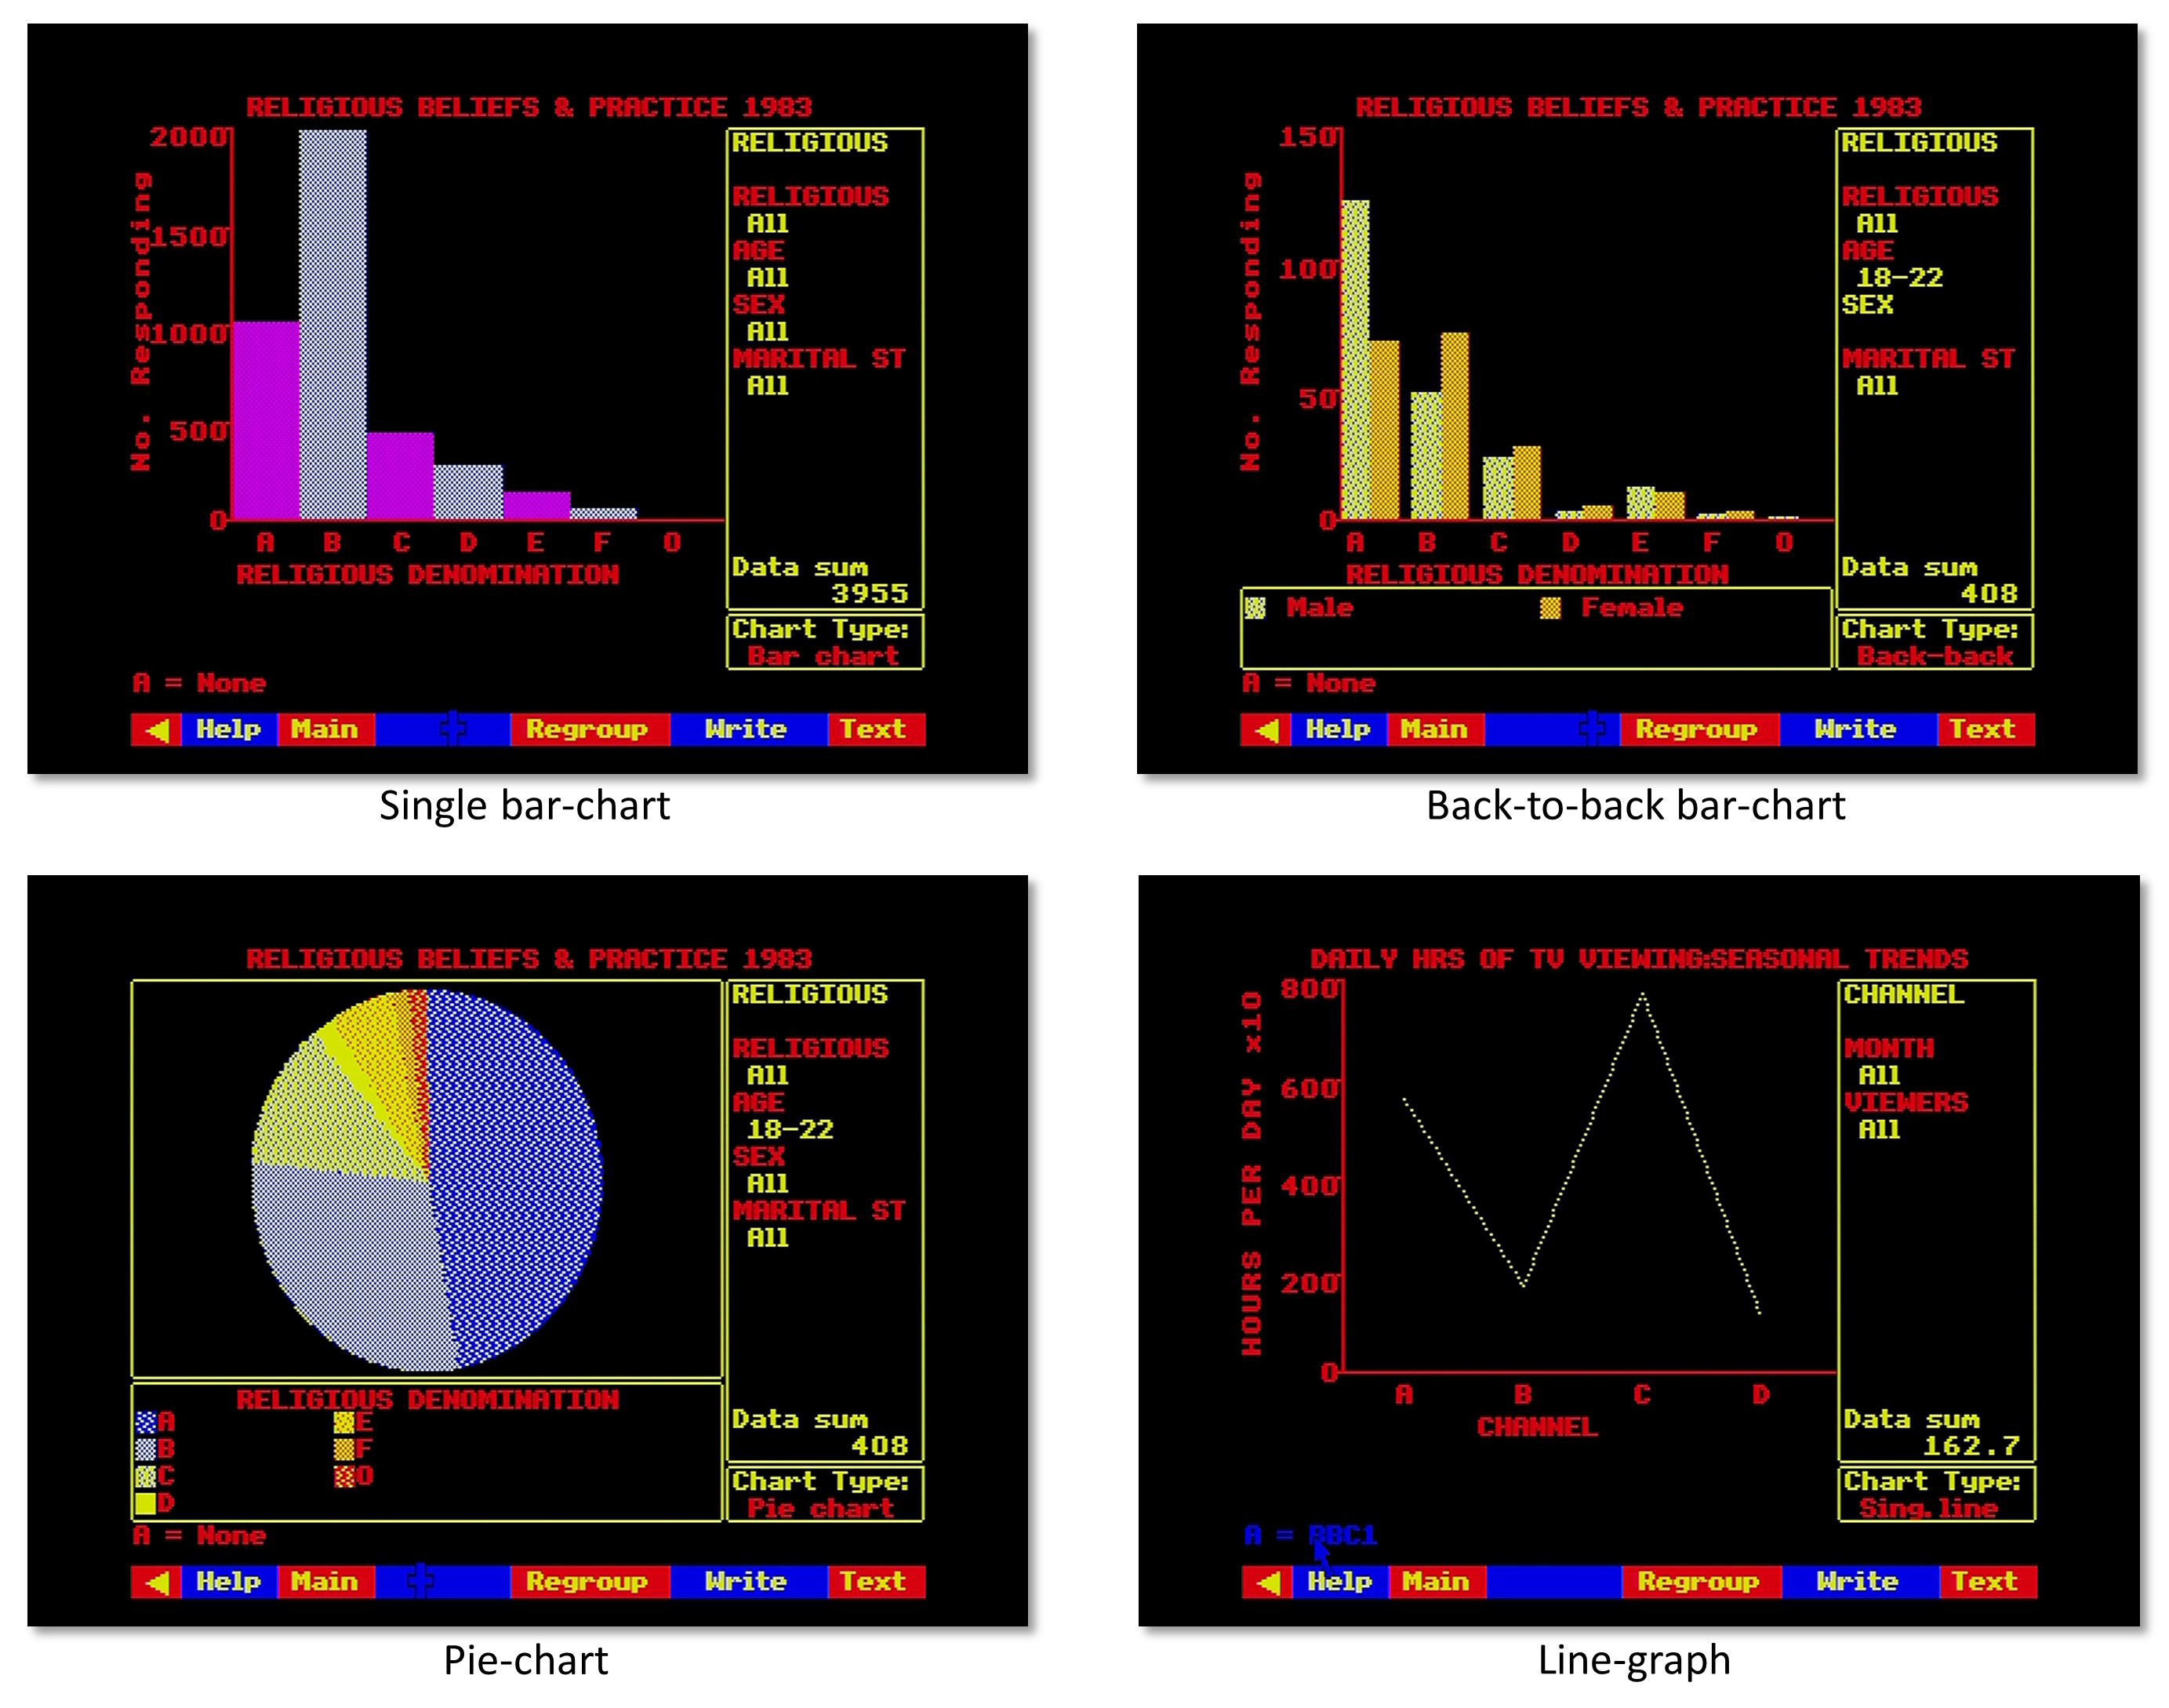 RELIGIOUS BELIEFS & PRACTICE 1983
2000
1500
1000
500
0
No. Responding
A B C D E F O
RELIGIOUS DENOMINATION
RELIGIOUS
RELIGIOUS
All
AGE
All
SEX
All
MARITAL ST
All
Data sum
3955
Chart Type:
Bar chart
A = None
Help Main Regroup Write Text
Single bar-chart
RELIGIOUS BELIEFS & PRACTICE 1983
150
100
50
0
No. Responding
A B C D E F O
RELIGIOUS DENOMINATION
Male Female
RELIGIOUS
RELIGIOUS
All
AGE
18-22
SEX
MARITAL ST
All
Data sum
408
Chart Type:
Back-back
A = None
Help Main Regroup Write Text
Back-to-back bar-chart
RELIGIOUS BELIEFS & PRACTICE 1983
RELIGIOUS DENOMINATION
A E
B F
C O
D
RELIGIOUS
RELIGIOUS
All
AGE
18-22
SEX
All
MARITAL ST
All
Data sum
408
Chart Type:
Pie chart
A = None
Help Main Regroup Write Text
Pie-chart
DAILY HRS OF TV VIEWING:SEASONAL TRENDS
800
600
400
200
0
HOURS PER DAY x10
A B C D
CHANNEL
CHANNEL
MONTH
All
VIEWERS
All
Data sum
162.7
Chart Type:
Sing.line
A = BBC1
Help Main Regroup Write Text
Line-graph